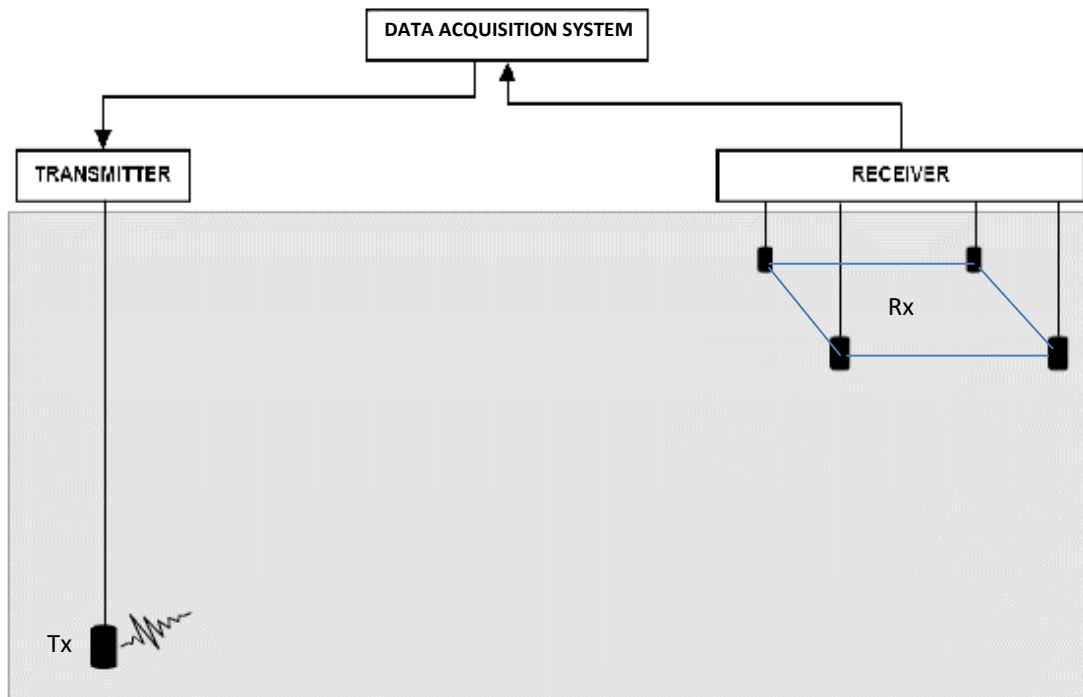 DATA ACQUISITION SYSTEM
TRANSMITTER
RECEIVER
Rx
Tx